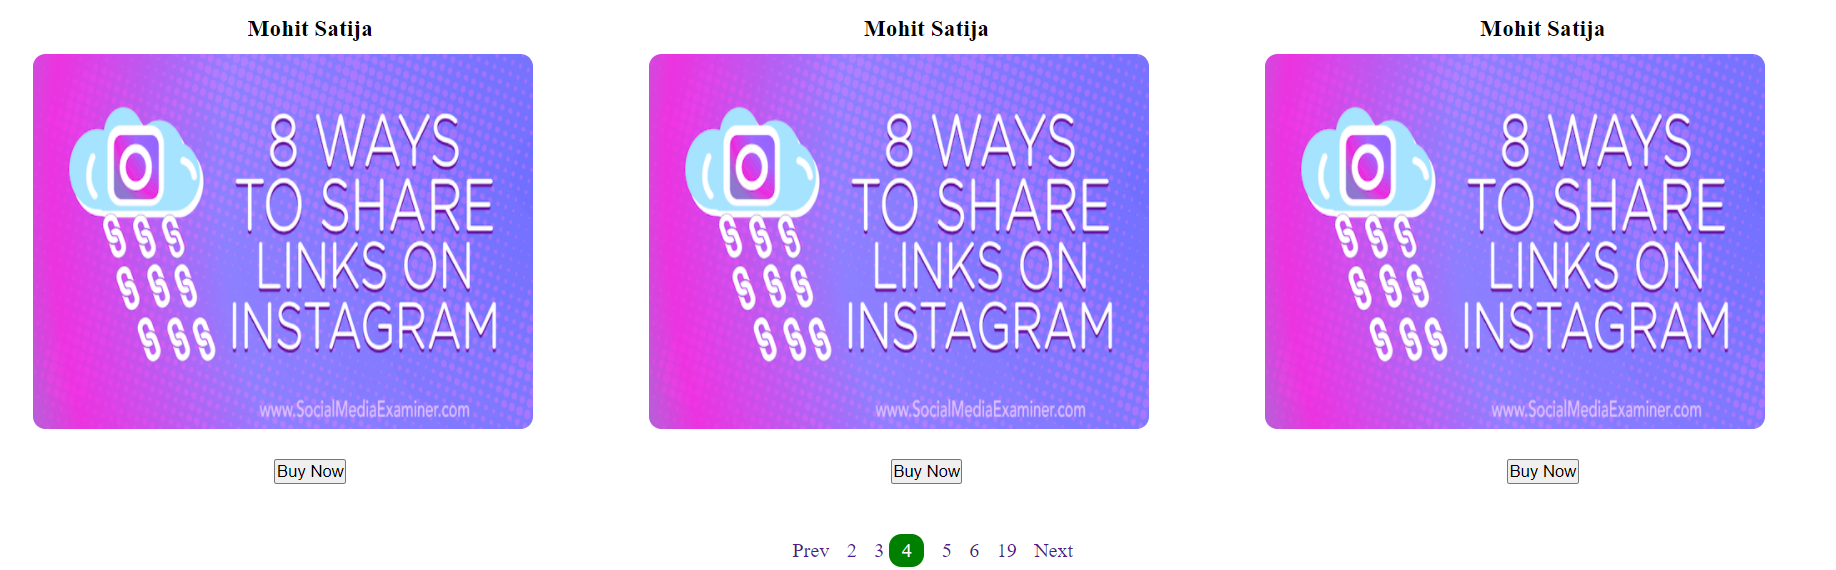 Mohit Satija
8 WAYS
TO SHARE
LINKS ON
INSTAGRAM
www.SocialMediaExaminer.com
Buy Now
Mohit Satija
8 WAYS
TO SHARE
LINKS ON
INSTAGRAM
www.SocialMediaExaminer.com
Buy Now
Mohit Satija
8 WAYS
TO SHARE
LINKS ON
INSTAGRAM
www.SocialMediaExaminer.com
Buy Now
Prev 2 3 4 5 6 19 Next